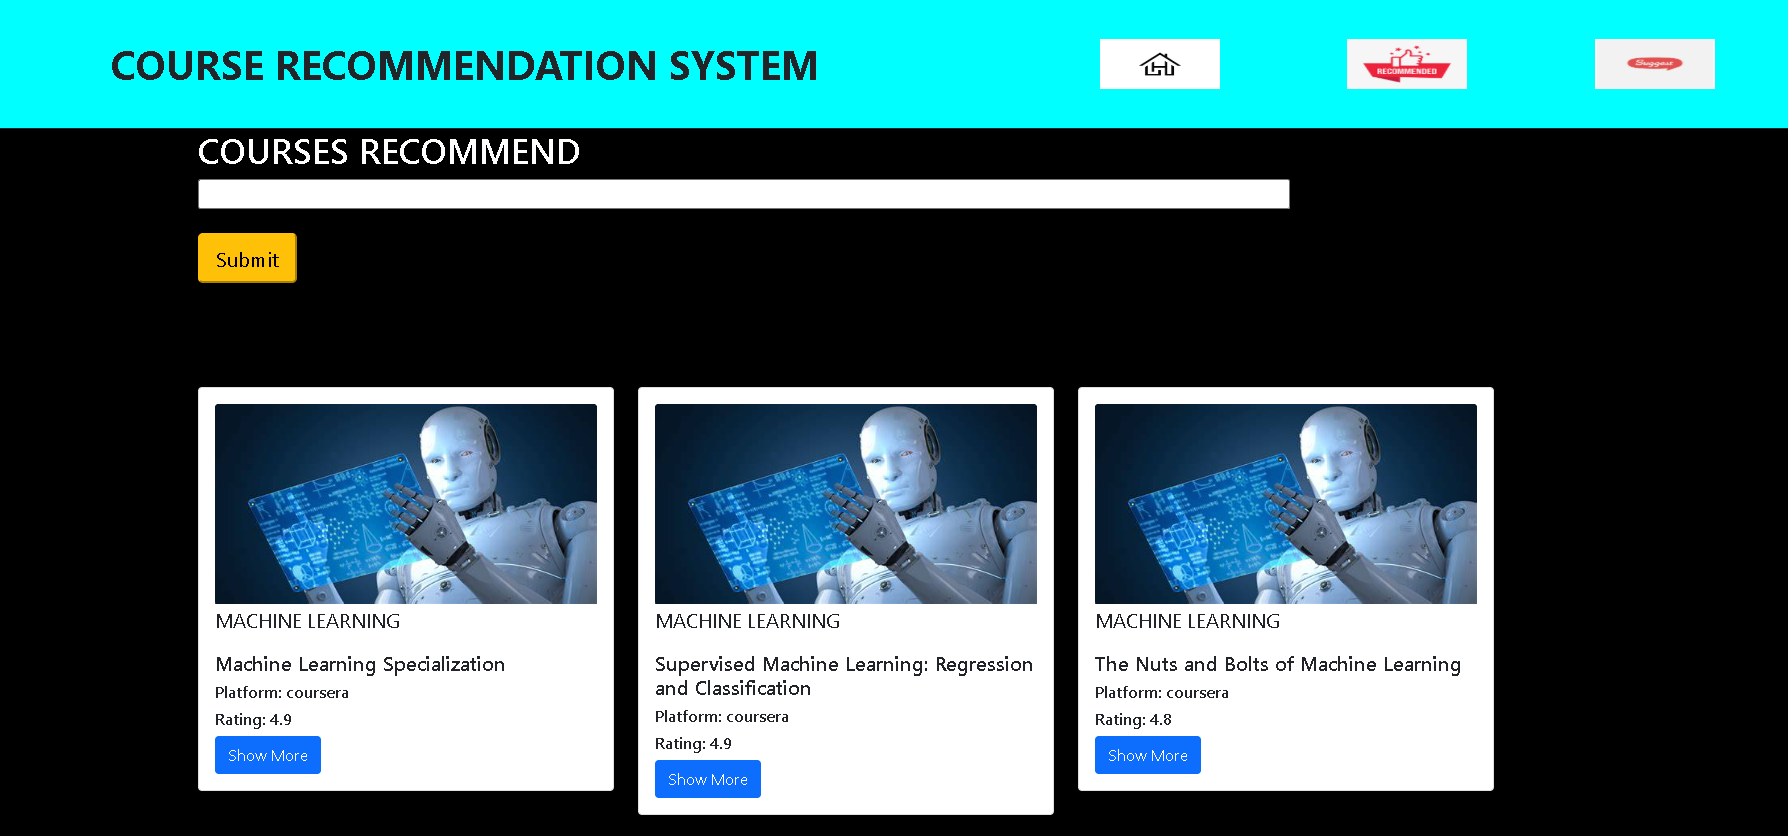 COURSE RECOMMENDATION SYSTEM
RECOMMENDED
Suggest
COURSES RECOMMEND
Submit
MACHINE LEARNING
Machine Learning Specialization
Platform: coursera
Rating: 4.9
Show More
MACHINE LEARNING
Supervised Machine Learning: Regression
and Classification
Platform: coursera
Rating: 4.9
Show More
MACHINE LEARNING
The Nuts and Bolts of Machine Learning
Platform: coursera
Rating: 4.8
Show More